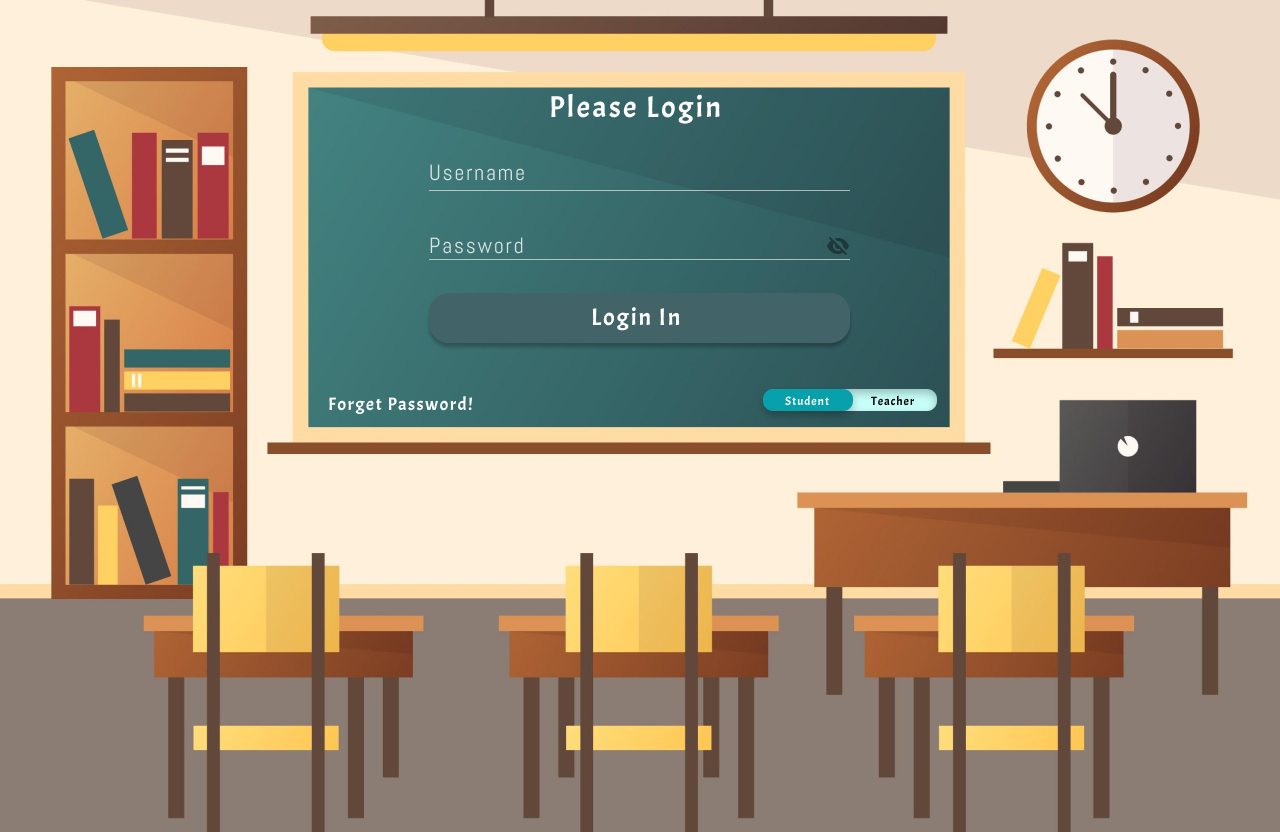 Please Login
Username
Password
Login In
Forget Password!
Student Teacher